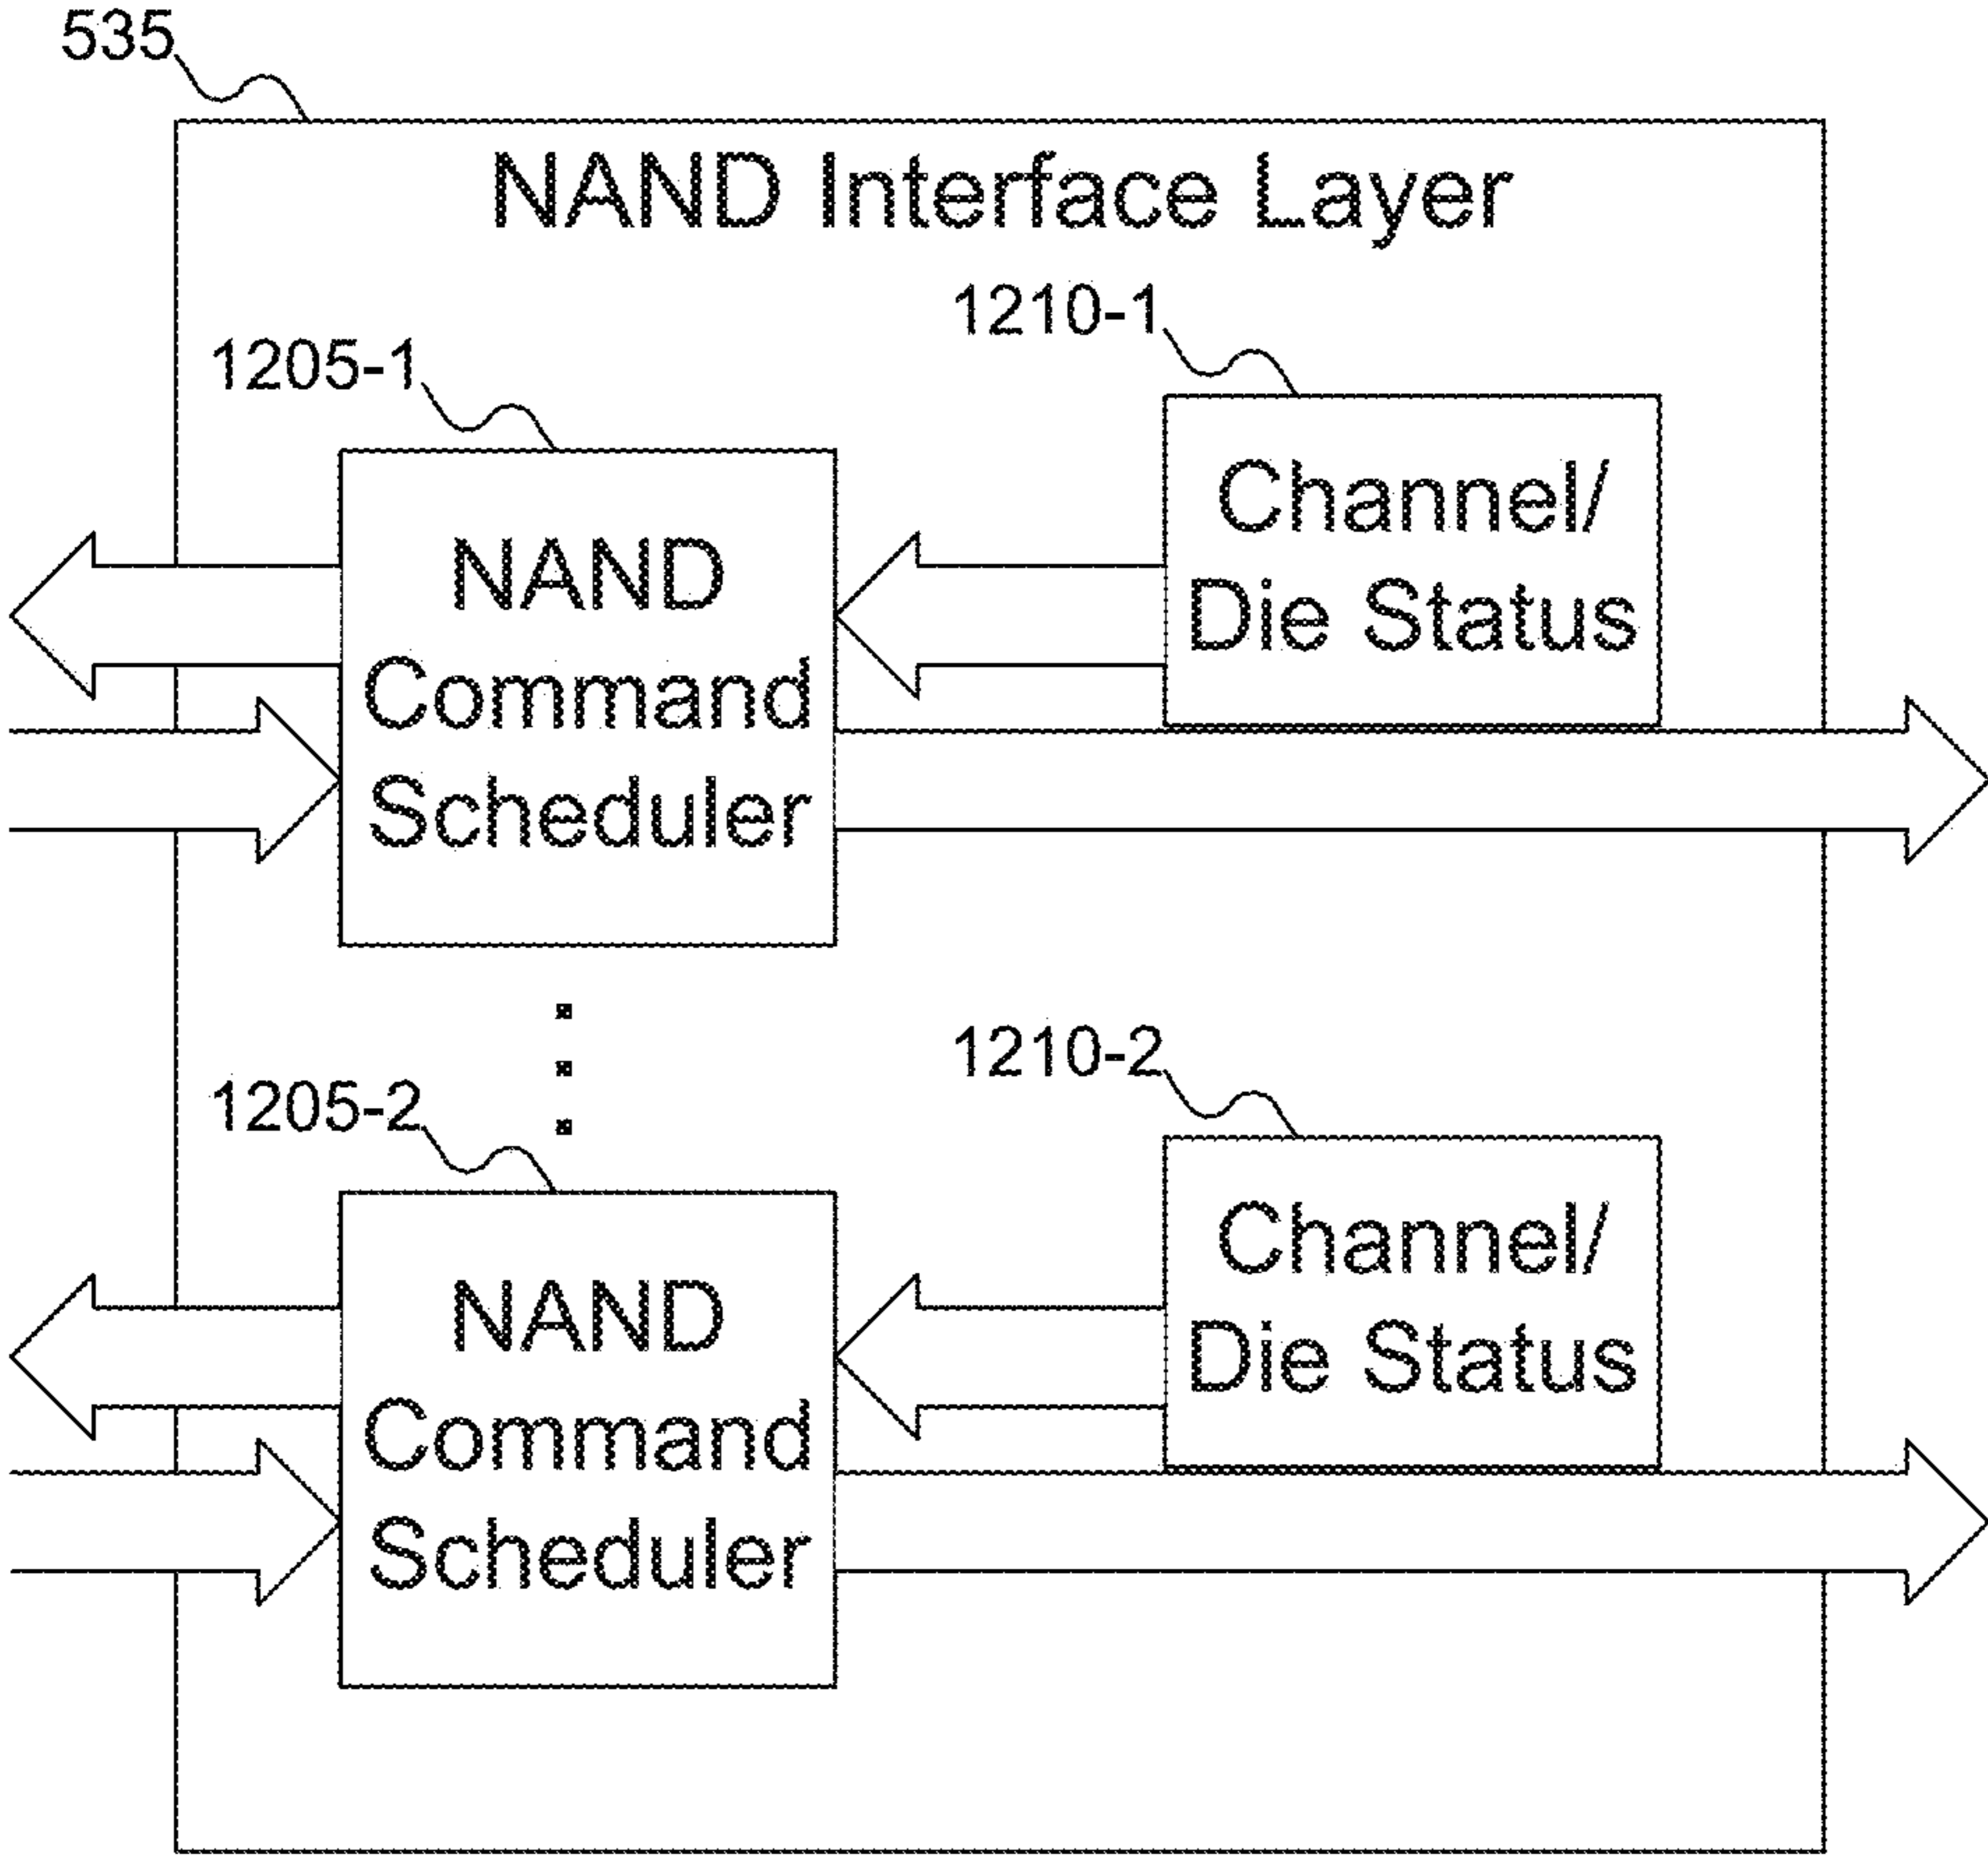 535
NAND Interface Layer
1210-1
1205-1
Channel/
Die Status
NAND
Command
Scheduler
1210-2
1205-2
Channel/
Die Status
NAND
Command
Scheduler